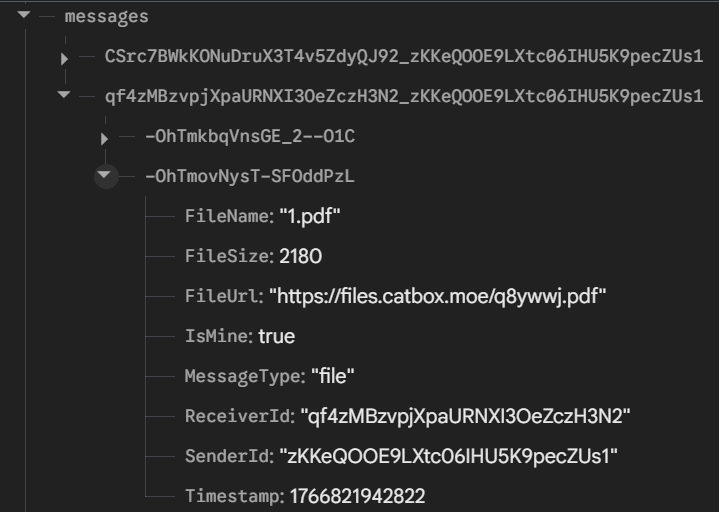 messages
CSrc7BWkKONuDruX3T4v5ZdyQJ92_zKKeQOOE9LXtc06IHU5K9pecZUs1
qf4zMBzvpjXpaURNXI3OeZczH3N2_zKKeQOOE9LXtc06IHU5K9pecZUs1
-OhTmkbqVnsGE_2--O1C
-OhTmovNysT-SFOddPzL
FileName: "1.pdf"
FileSize: 2180
FileUrl: "https://files.catbox.moe/q8ywwj.pdf"
IsMine: true
MessageType: "file"
ReceiverId: "qf4zMBzvpjXpaURNXI3OeZczH3N2"
SenderId: "zKKeQOOE9LXtc06IHU5K9pecZUs1"
Timestamp: 1766821942822